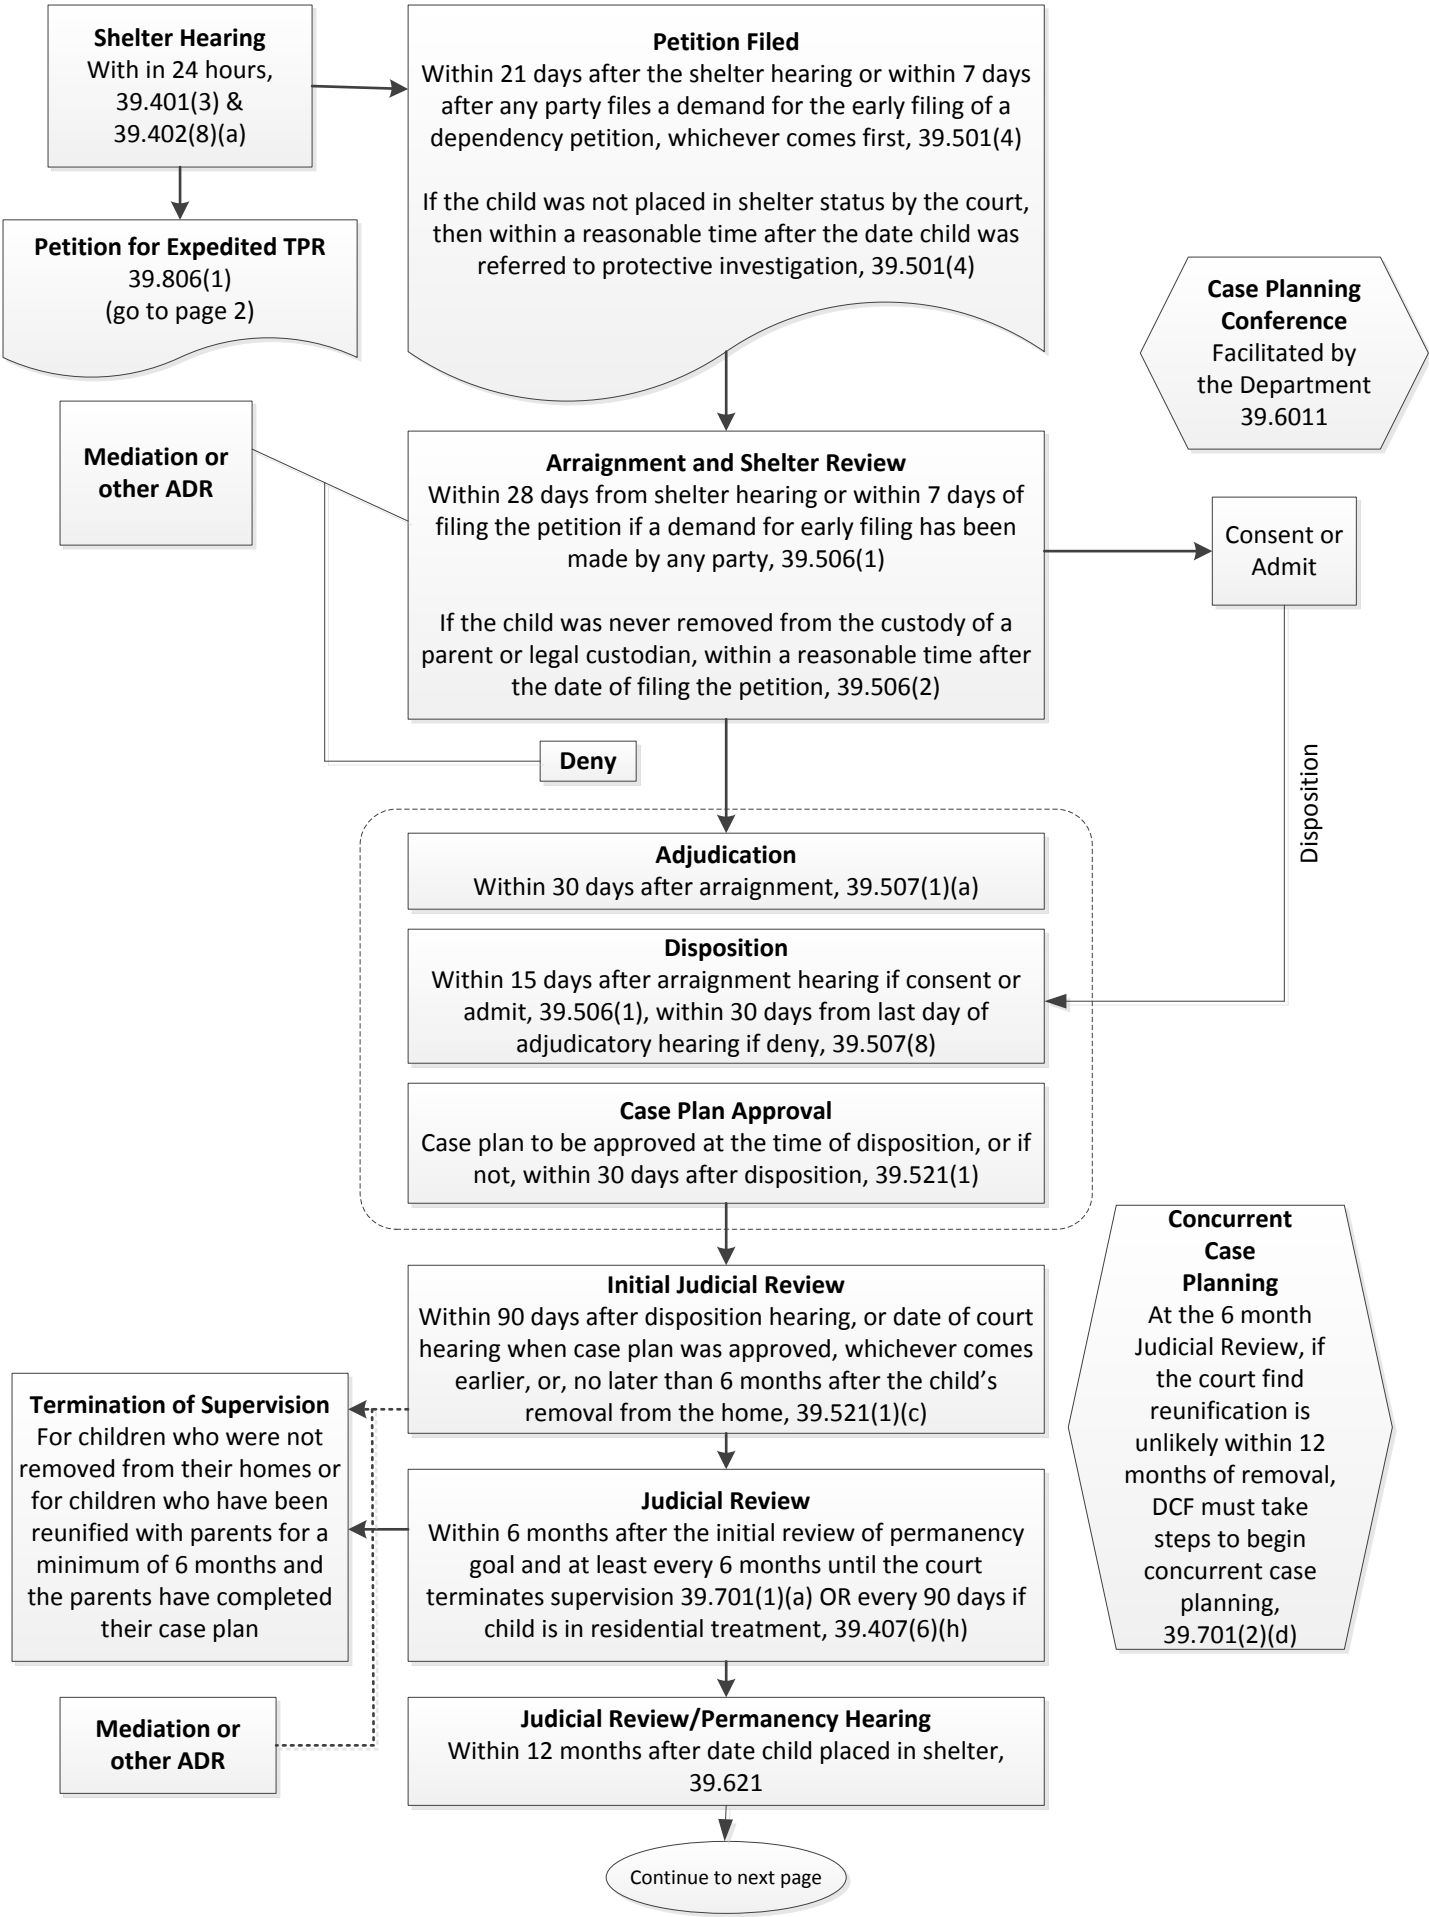 Shelter Hearing
With in 24 hours,
39.401(3) &
39.402(8)(a)
Petition Filed
Within 21 days after the shelter hearing or within 7 days
after any party files a demand for the early filing of a
dependency petition, whichever comes first, 39.501(4)
If the child was not placed in shelter status by the court,
then within a reasonable time after the date child was
referred to protective investigation, 39.501(4)
Petition for Expedited TPR
39.806(1)
(go to page 2)
Case Planning
Conference
Facilitated by
the Department
39.6011
Mediation or
other ADR
Arraignment and Shelter Review
Within 28 days from shelter hearing or within 7 days of
filing the petition if a demand for early filing has been
made by any party, 39.506(1)
If the child was never removed from the custody of a
parent or legal custodian, within a reasonable time after
the date of filing the petition, 39.506(2)
Consent or
Admit
Deny
Disposition
Adjudication
Within 30 days after arraignment, 39.507(1)(a)
Disposition
Within 15 days after arraignment hearing if consent or
admit, 39.506(1), within 30 days from last day of
adjudicatory hearing if deny, 39.507(8)
Case Plan Approval
Case plan to be approved at the time of disposition, or if
not, within 30 days after disposition, 39.521(1)
Initial Judicial Review
Within 90 days after disposition hearing, or date of court
hearing when case plan was approved, whichever comes
earlier, or, no later than 6 months after the child’s
removal from the home, 39.521(1)(c)
Concurrent
Case
Planning
At the 6 month
Judicial Review, if
the court find
reunification is
unlikely within 12
months of removal,
DCF must take
steps to begin
concurrent case
planning,
39.701(2)(d)
Termination of Supervision
For children who were not
removed from their homes or
for children who have been
reunified with parents for a
minimum of 6 months and
the parents have completed
their case plan
Judicial Review
Within 6 months after the initial review of permanency
goal and at least every 6 months until the court
terminates supervision 39.701(1)(a) OR every 90 days if
child is in residential treatment, 39.407(6)(h)
Mediation or
other ADR
Judicial Review/Permanency Hearing
Within 12 months after date child placed in shelter,
39.621
Continue to next page